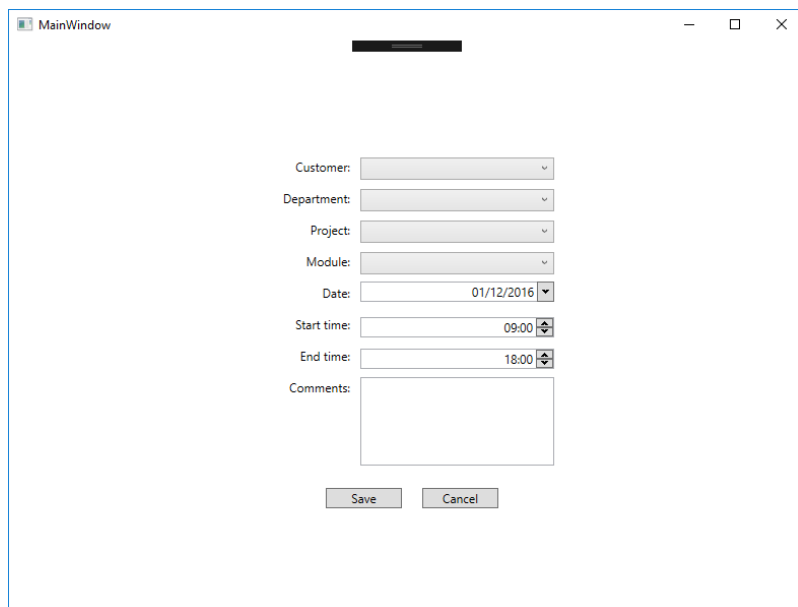 MainWindow
Customer:
Department:
Project:
Module:
Date: 01/12/2016
Start time: 09:00
End time: 18:00
Comments:
Save Cancel